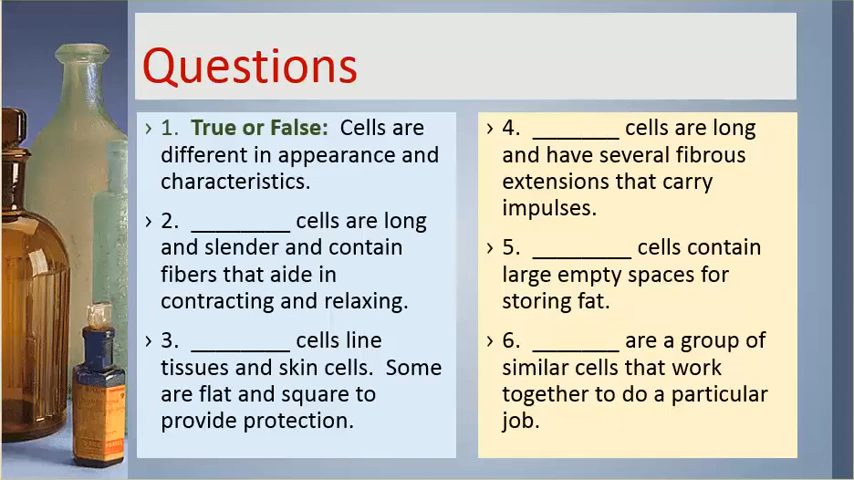 Questions
› 1. True or False: Cells are
different in appearance and
characteristics.
› 2. ________ cells are long
and slender and contain
fibers that aide in
contracting and relaxing.
› 3. ________ cells line
tissues and skin cells. Some
are flat and square to
provide protection.
› 4. _______ cells are long
and have several fibrous
extensions that carry
impulses.
› 5. ________ cells contain
large empty spaces for
storing fat.
› 6. _______ are a group of
similar cells that work
together to do a particular
job.